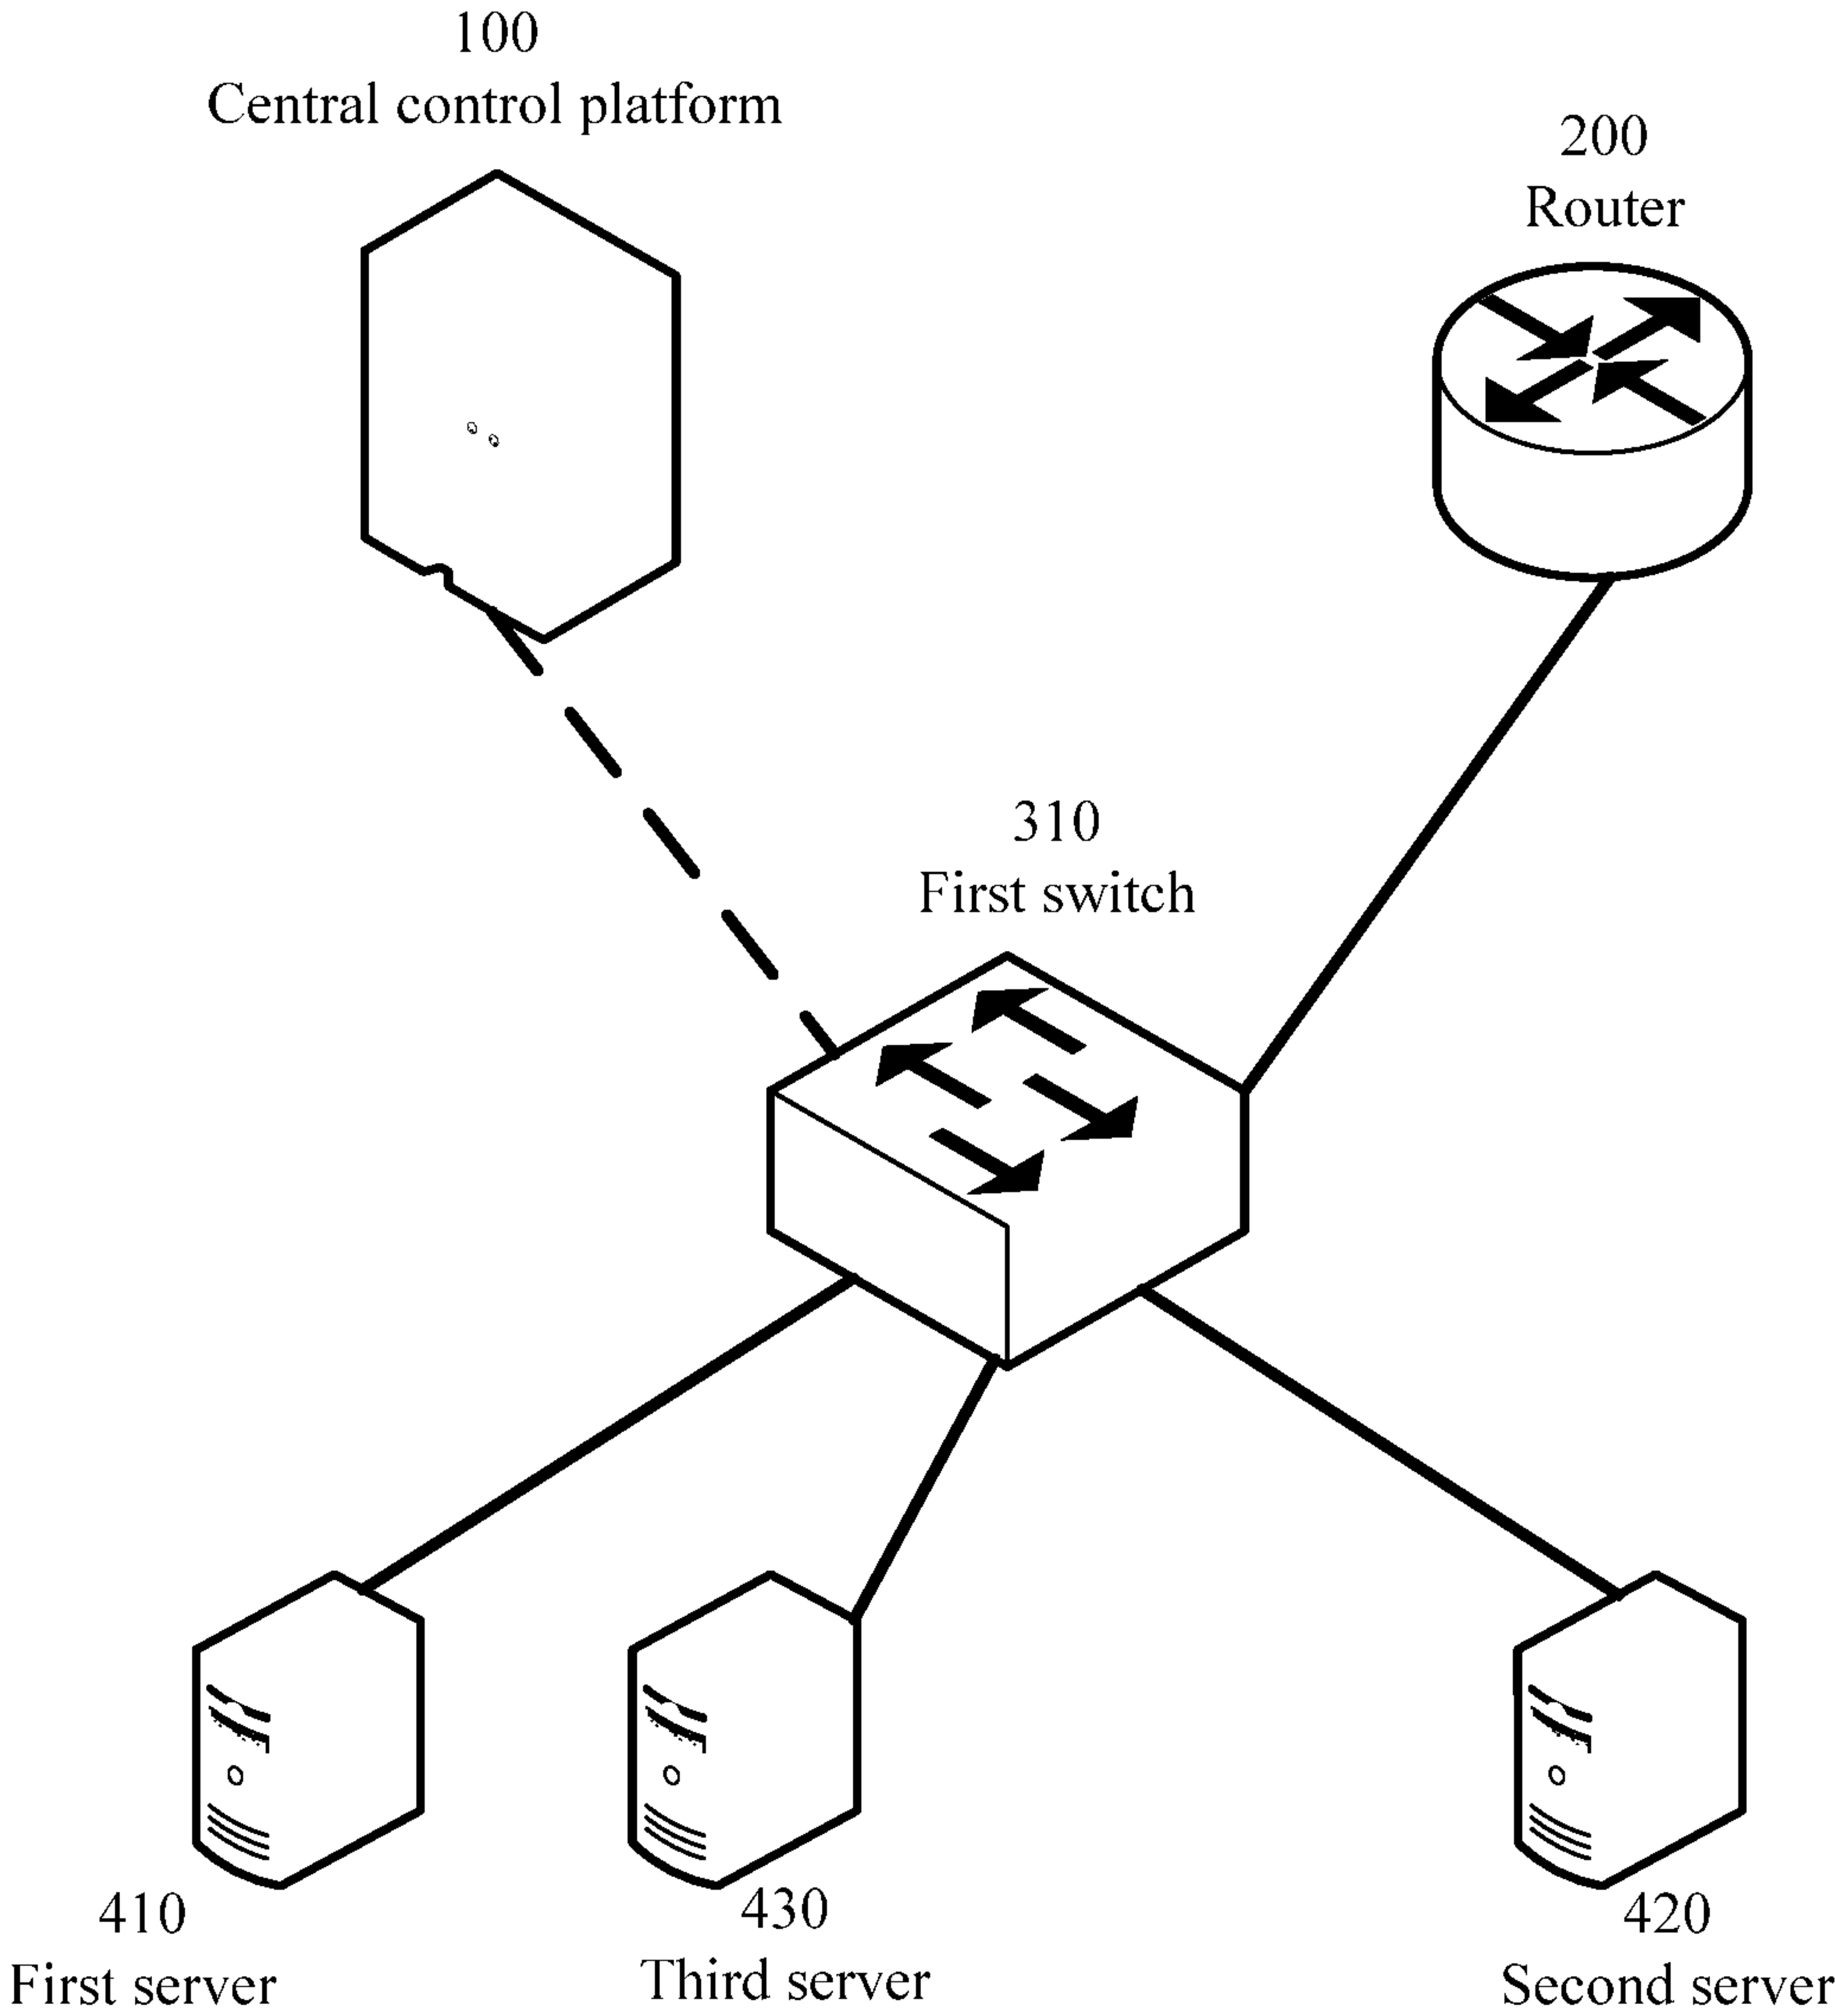 100
Central control platform
200
Router
310
First switch
410
First server
430
Third server
420
Second server